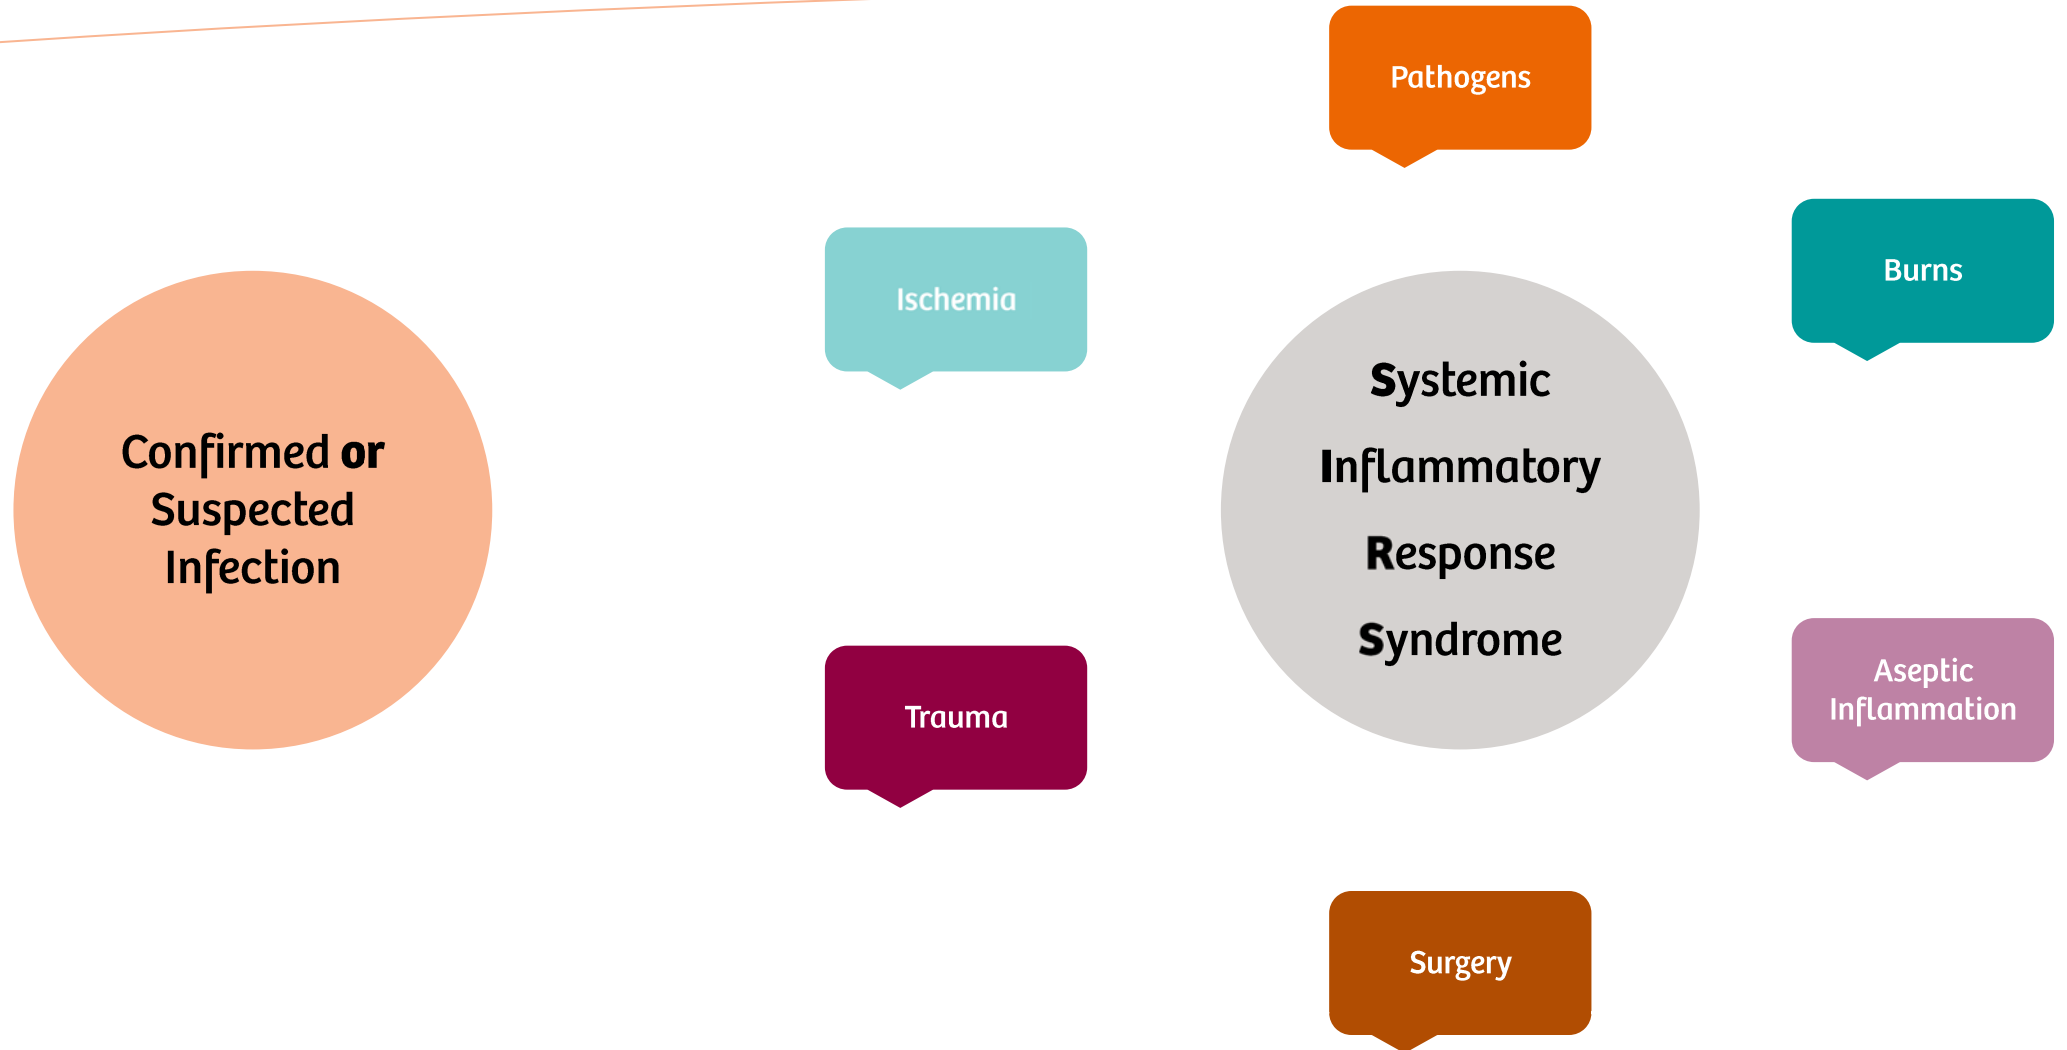 Pathogens
Burns
Ischemia
Confirmed or
Suspected
Infection
Systemic
Inflammatory
Response
Syndrome
Trauma
Aseptic
Inflammation
Surgery